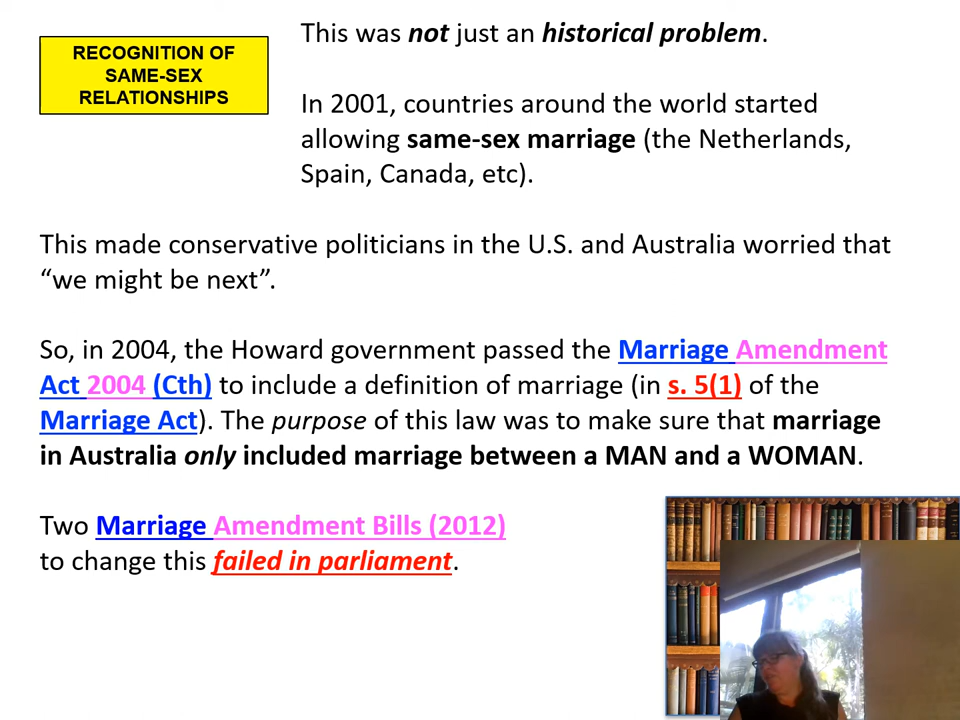 RECOGNITION OF
SAME-SEX
RELATIONSHIPS
This was not just an historical problem.
In 2001, countries around the world started
allowing same-sex marriage (the Netherlands,
Spain, Canada, etc).
This made conservative politicians in the U.S. and Australia worried that
“we might be next”.
So, in 2004, the Howard government passed the Marriage Amendment
Act 2004 (Cth) to include a definition of marriage (in s. 5(1) of the
Marriage Act). The purpose of this law was to make sure that marriage
in Australia only included marriage between a MAN and a WOMAN.
Two Marriage Amendment Bills (2012)
to change this failed in parliament.